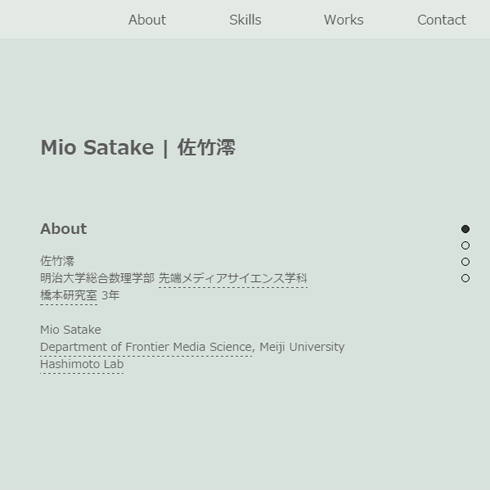 About Skills Works Contact
Mio Satake | 佐竹澪
About
佐竹澪
明治大学総合数理学部 先端メディアサイエンス学科
橋本研究室 3年
Mio Satake
Department of Frontier Media Science, Meiji University
Hashimoto Lab